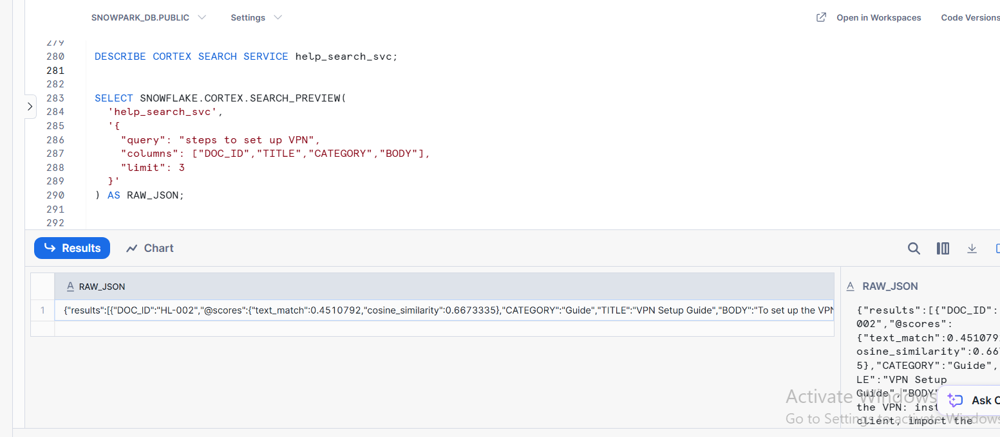 SNOWPARK_DB.PUBLIC Settings Open in Workspaces Code Versions
279
280 DESCRIBE CORTEX SEARCH SERVICE help_search_svc;
281
282
283 SELECT SNOWFLAKE.CORTEX.SEARCH_PREVIEW(
284 'help_search_svc',
285 '{
286 "query": "steps to set up VPN",
287 "columns": ["DOC_ID","TITLE","CATEGORY","BODY"],
288 "limit": 3
289 }'
290 ) AS RAW_JSON;
291
292
Results Chart
A RAW_JSON
1 {"results":[{"DOC_ID":"HL-002","@scores":{"text_match":0.4510792,"cosine_similarity":0.6673335},"CATEGORY":"Guide","TITLE":"VPN Setup Guide","BODY":"To set up the VPN
A RAW_JSON
{"results":[{"DOC_ID":
002","@scores":
{"text_match":0.451079
osine_similarity":0.66
5},"CATEGORY":"Guide",
LE":"VPN Setup
Guide","BODY"
the VPN: inst
client, import the
Ask
Activate Windows
Go to Settings to activate Windows